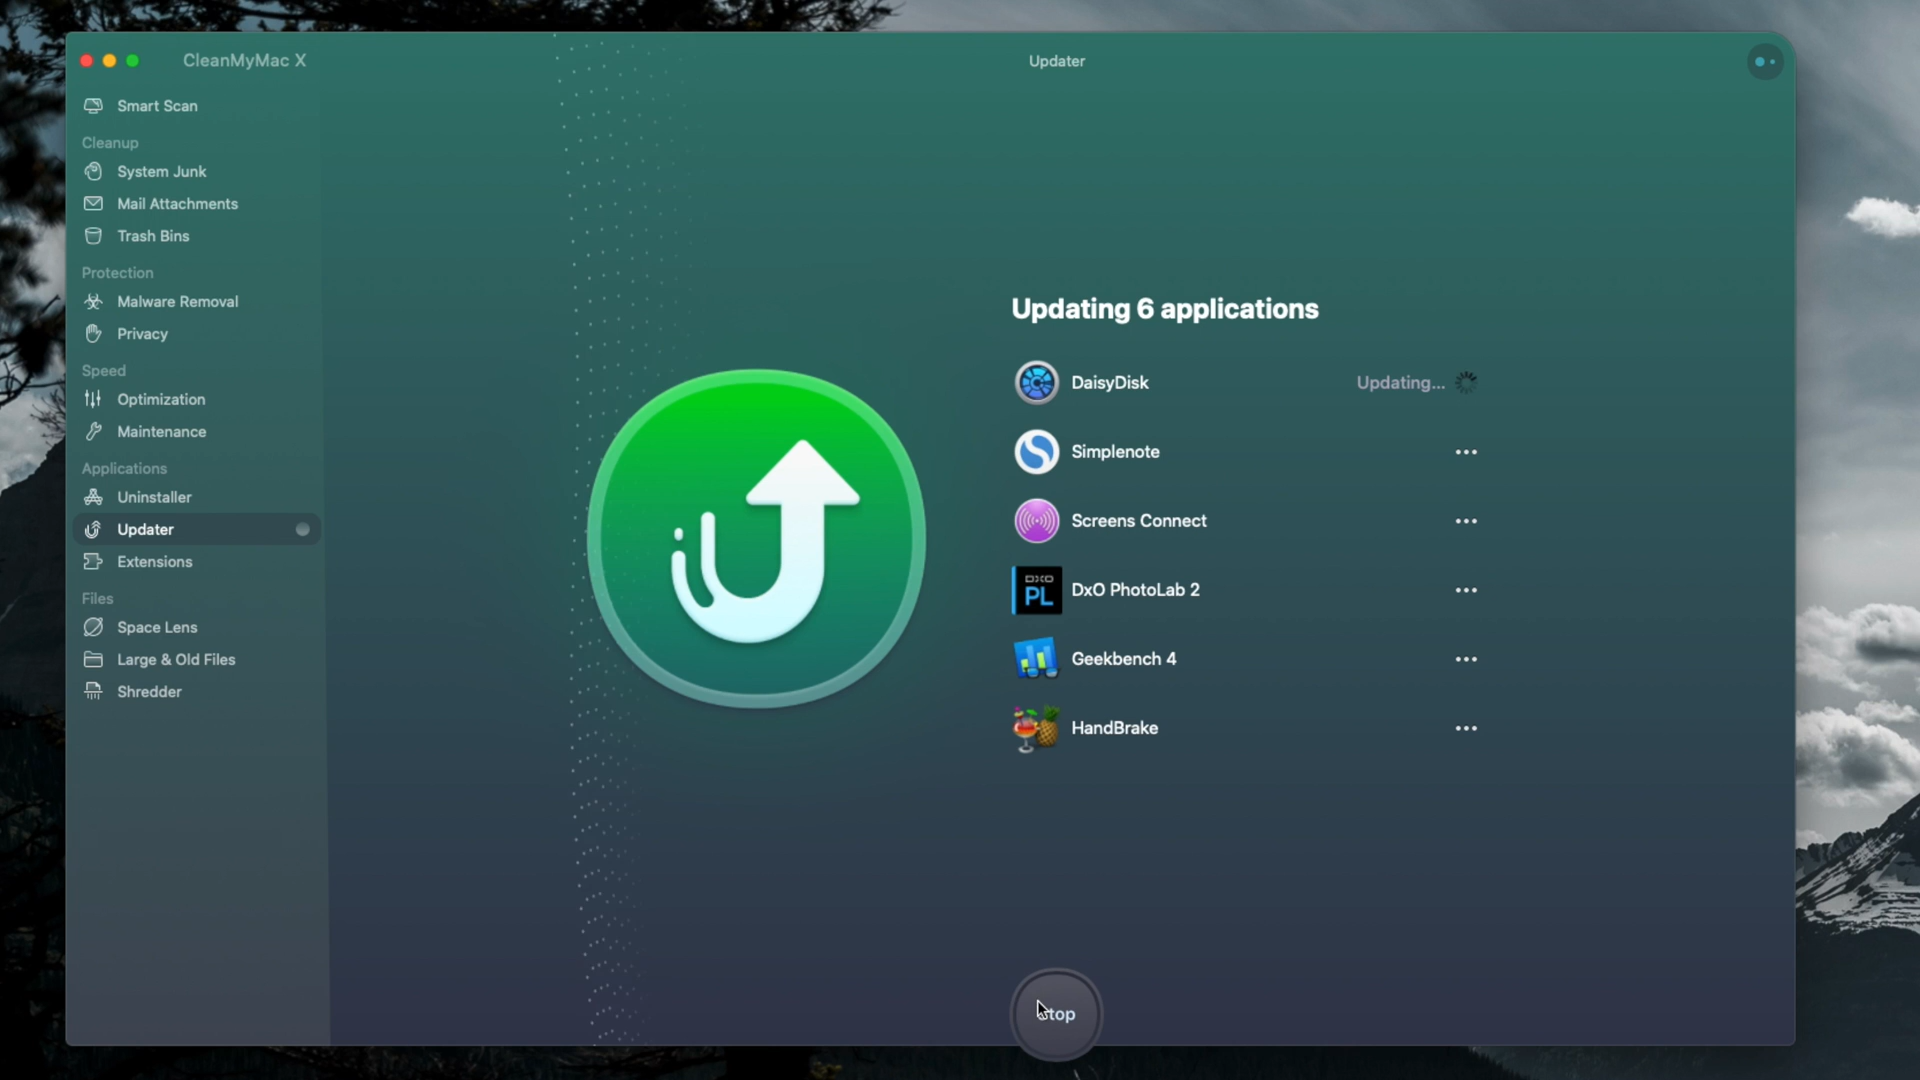 CleanMyMac X
Updater
Smart Scan
Cleanup
System Junk
Mail Attachments
Trash Bins
Protection
Malware Removal
Privacy
Speed
Optimization
Maintenance
Applications
Uninstaller
Updater
Extensions
Files
Space Lens
Large & Old Files
Shredder
Updating 6 applications
DaisyDisk Updating...
Simplenote
Screens Connect
DXO
PL
DxO PhotoLab 2
Geekbench 4
HandBrake
Stop